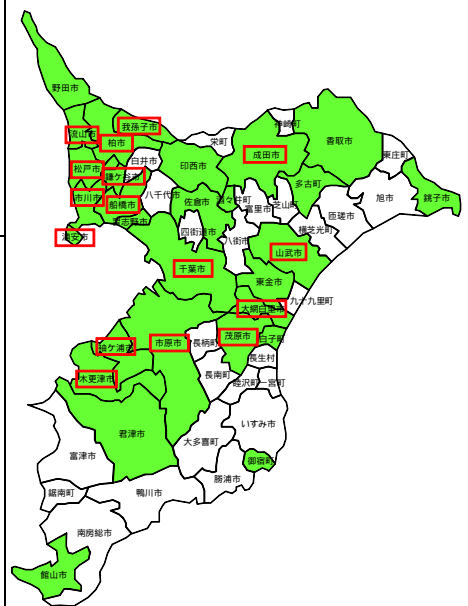 野田市
流山市
我孫子市
柏市
栄町
神崎町
香取市
松戸市
鎌ケ谷市
白井市
印西市
成田市
東庄町
市川市
船橋市
八千代市
佐倉市
酒々井町
富里市
芝山町
多古町
匝瑳市
旭市
銚子市
習志野市
浦安市
四街道市
八街市
横芝光町
山武市
千葉市
東金市
大網白里市
九十九里町
袖ケ浦市
市原市
長柄町
茂原市
白子町
長生村
木更津市
長南町
睦沢町
一宮町
君津市
大多喜町
いすみ市
富津市
御宿町
勝浦市
鋸南町
鴨川市
南房総市
館山市